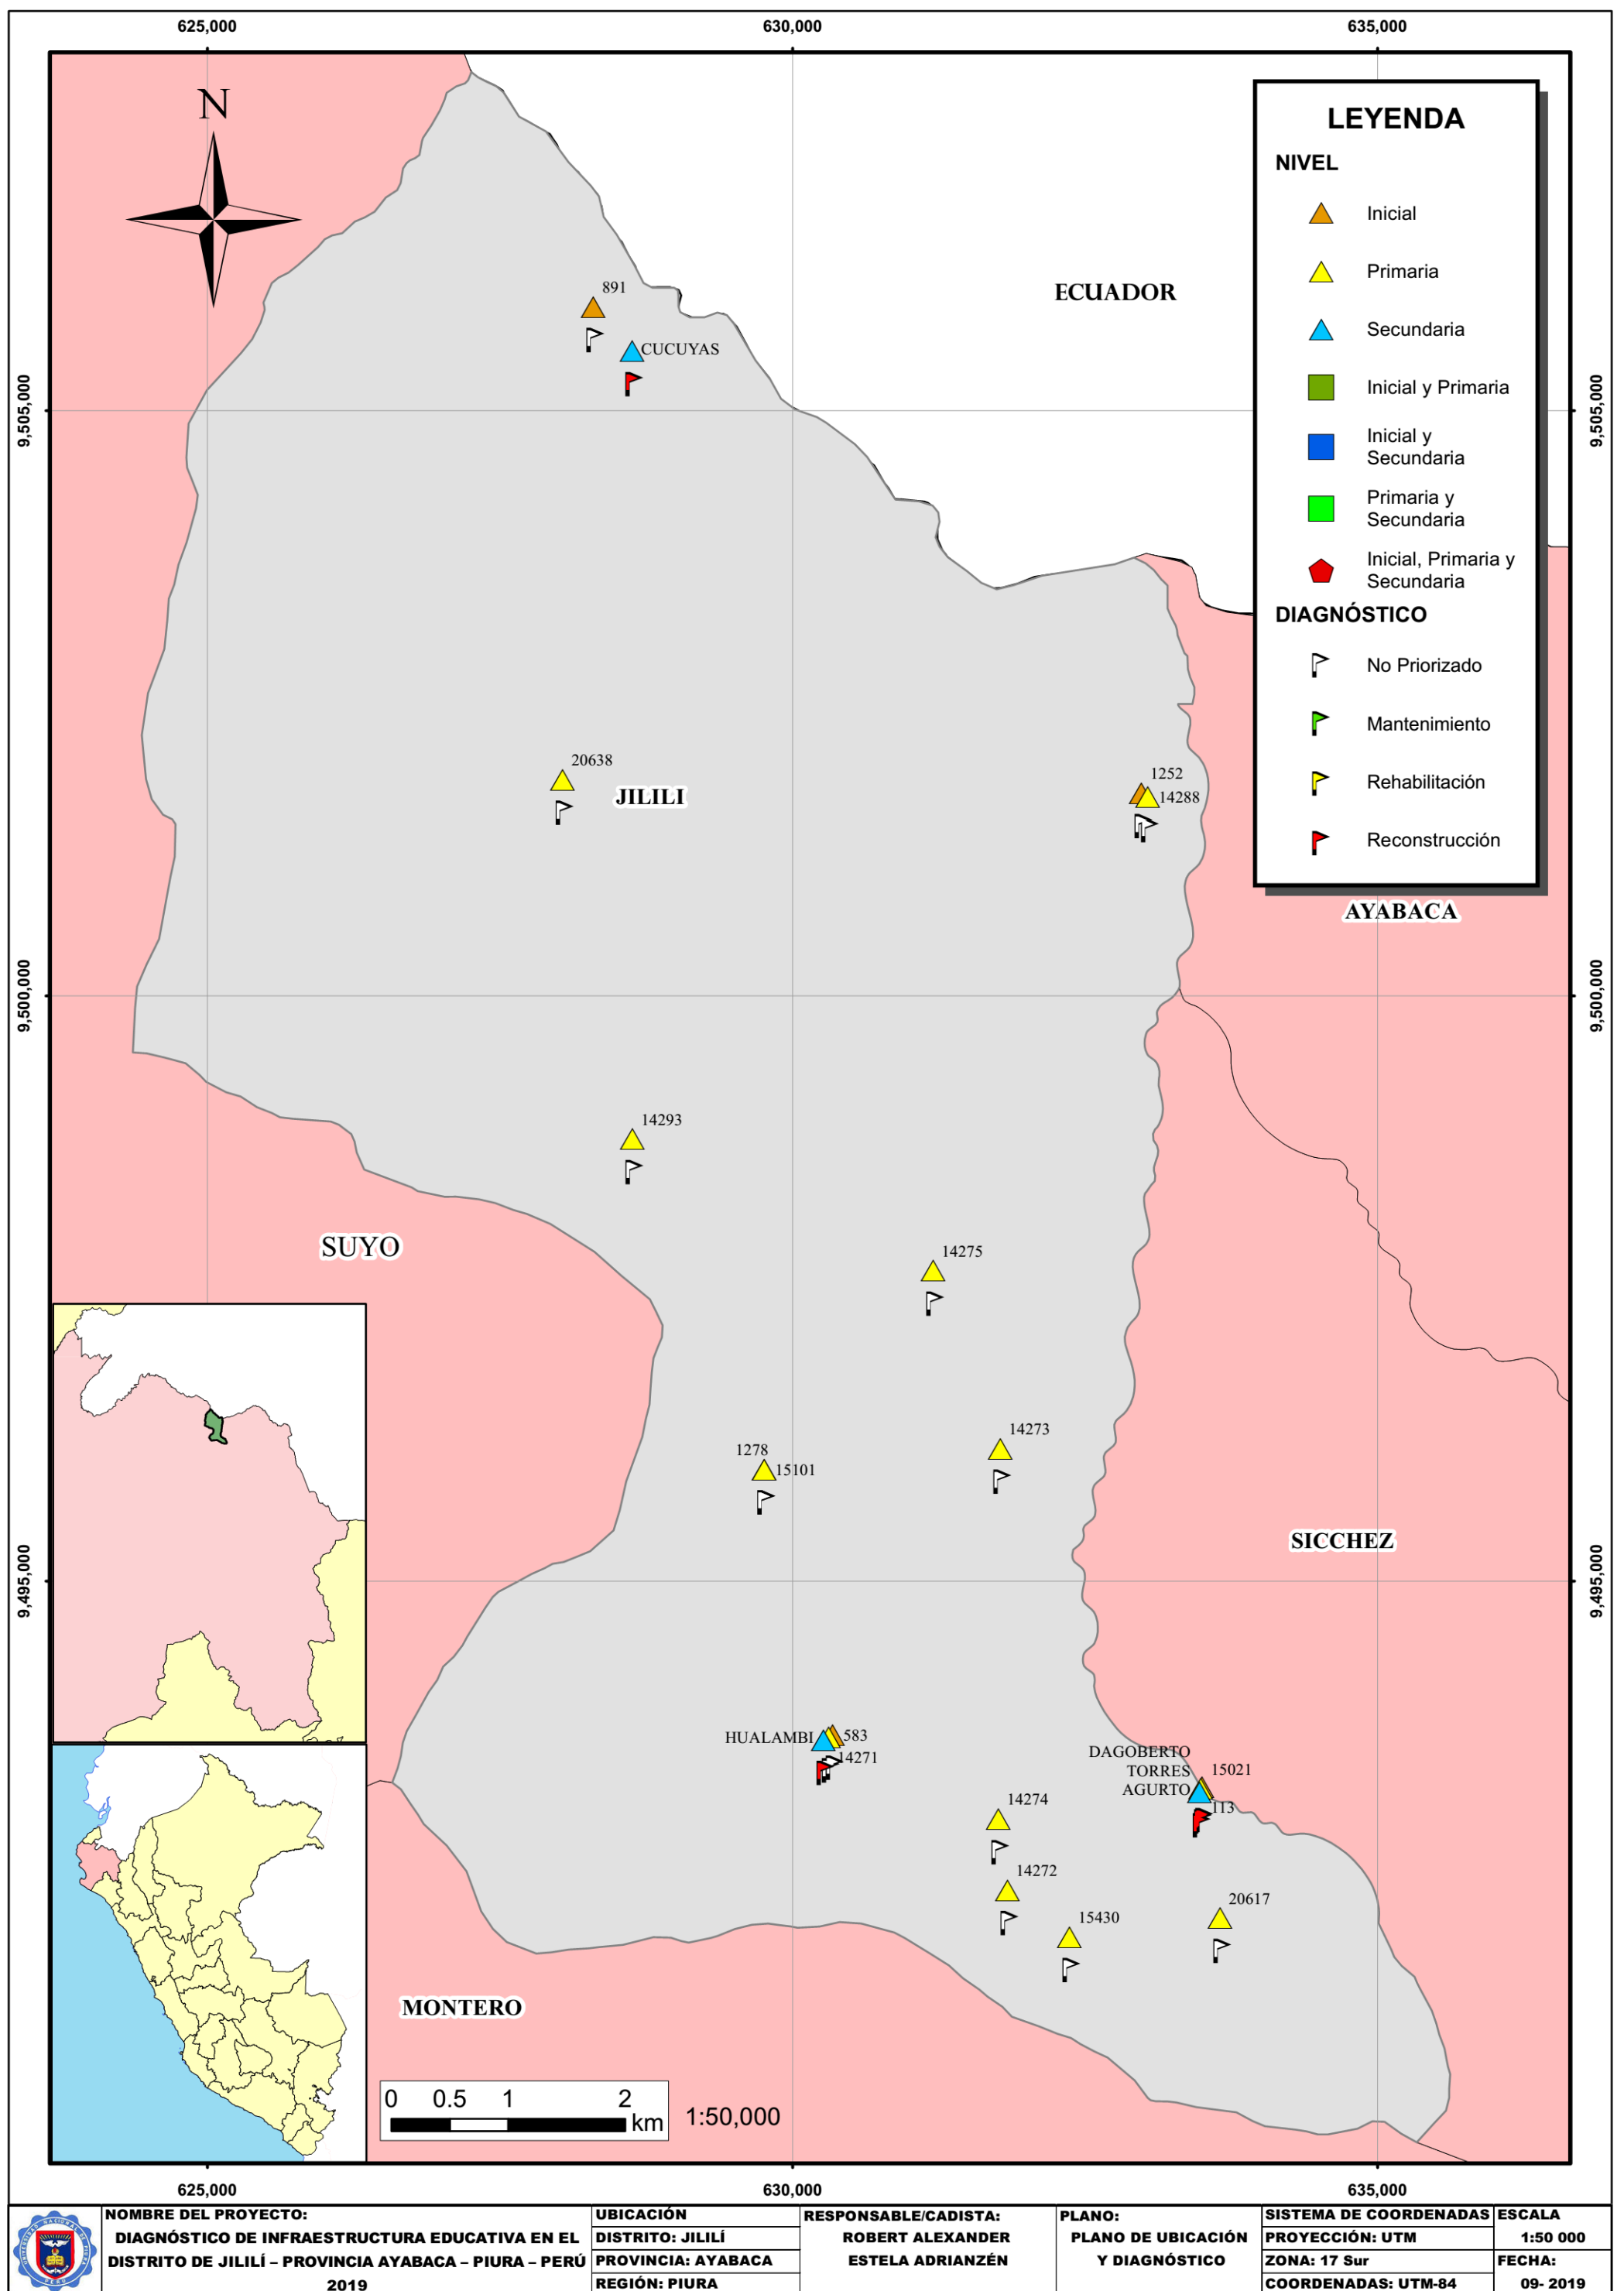 625,000
630,000
635,000
N
LEYENDA
NIVEL
Inicial
Primaria
Secundaria
Inicial y Primaria
Inicial y
Secundaria
Primaria y
Secundaria
Inicial, Primaria y
Secundaria
DIAGNÓSTICO
No Priorizado
Mantenimiento
Rehabilitación
Reconstrucción
ECUADOR
891
CUCUYAS
9,505,000
9,505,000
20638
JILILI
1252
14288
AYABACA
9,500,000
9,500,000
14293
SUYO
14275
14273
1278
15101
SICCHEZ
9,495,000
9,495,000
HUALAMBI
583
14271
DAGOBERTO
TORRES
AGURTO
15021
113
14274
14272
15430
20617
MONTERO
0 0.5 1 2
km
1:50,000
625,000
630,000
635,000
NOMBRE DEL PROYECTO:
DIAGNÓSTICO DE INFRAESTRUCTURA EDUCATIVA EN EL
DISTRITO DE JILILÍ – PROVINCIA AYABACA – PIURA – PERÚ
2019
UBICACIÓN
DISTRITO: JILILÍ
PROVINCIA: AYABACA
REGIÓN: PIURA
RESPONSABLE/CADISTA:
ROBERT ALEXANDER
ESTELA ADRIANZÉN
PLANO:
PLANO DE UBICACIÓN
Y DIAGNÓSTICO
SISTEMA DE COORDENADAS
PROYECCIÓN: UTM
ZONA: 17 Sur
COORDENADAS: UTM-84
ESCALA
1:50 000
FECHA:
09- 2019